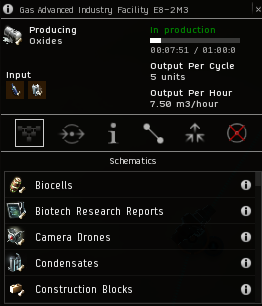 Gas Advanced Industry Facility E8-2M3
Producing
Oxides
In production
00:07:51 / 01:00:0
Input
Output Per Cycle
5 units
Output Per Hour
7.50 m3/hour
Schematics
Biocells
Biotech Research Reports
Camera Drones
Condensates
Construction Blocks